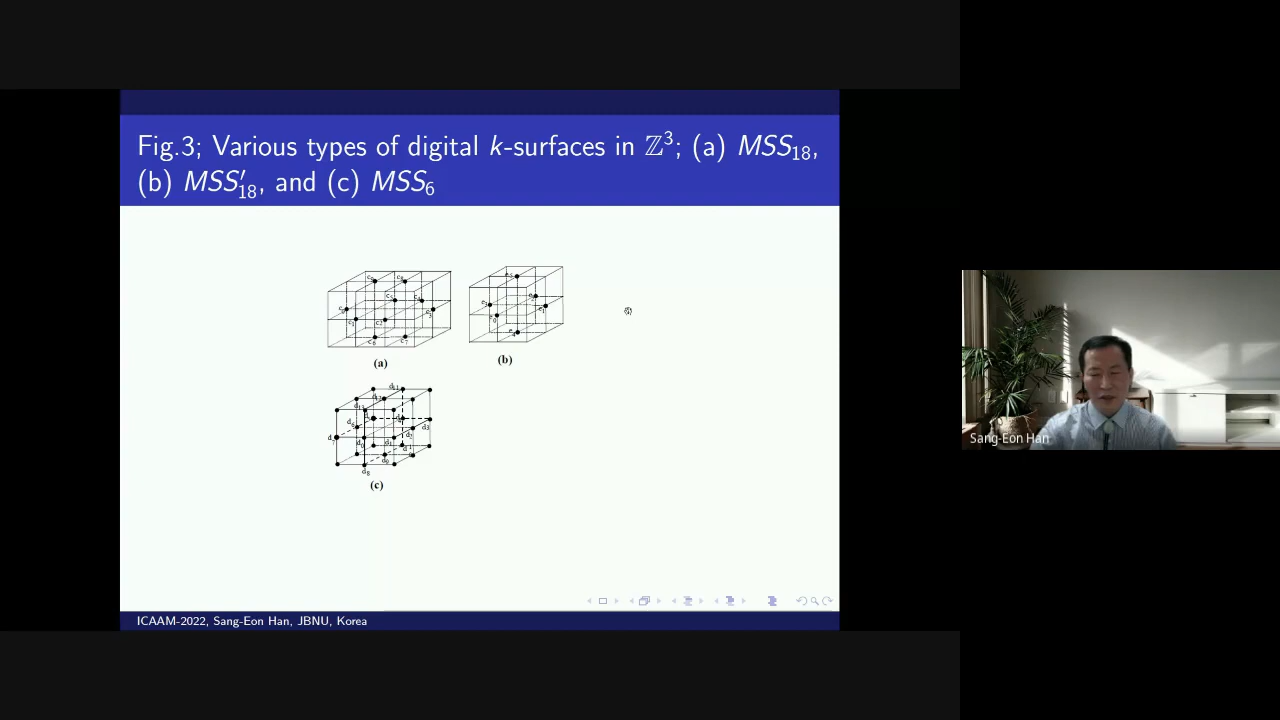 Fig.3; Various types of digital k-surfaces in ℤ³; (a) MSS₁₈,
(b) MSS′₁₈, and (c) MSS₆
(a)
(b)
(c)
Sang-Eon Han
ICAAM-2022, Sang-Eon Han, JBNU, Korea